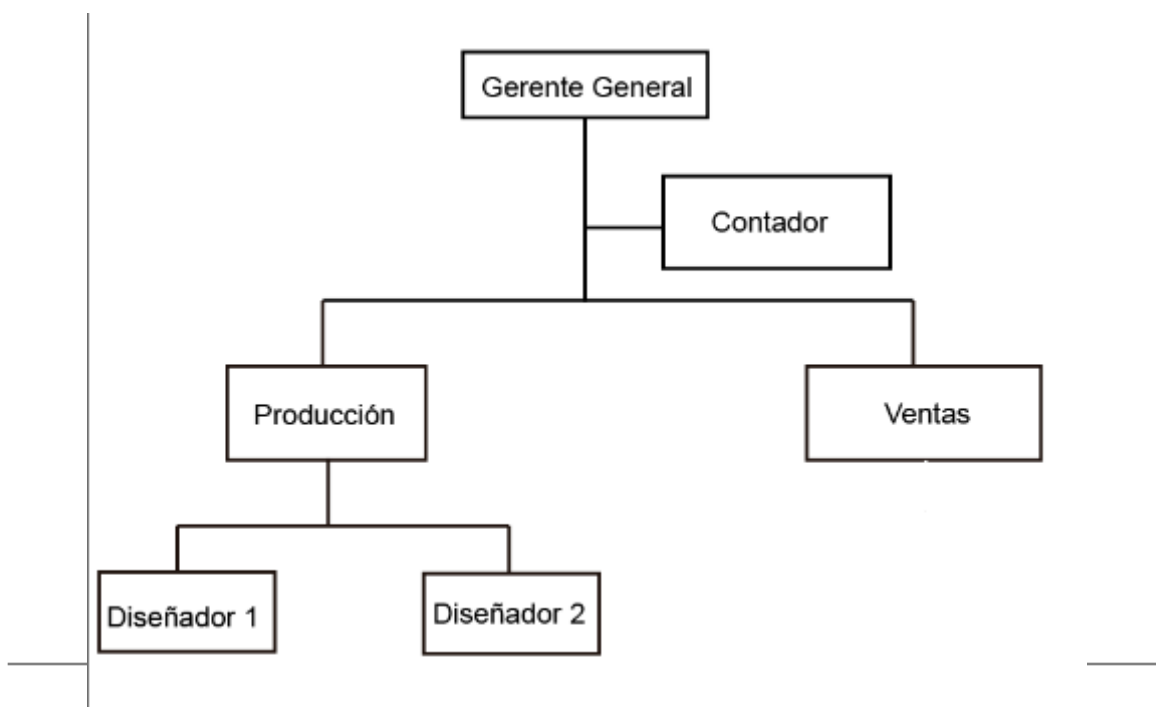 Gerente General
Contador
Producción
Ventas
Diseñador 1
Diseñador 2